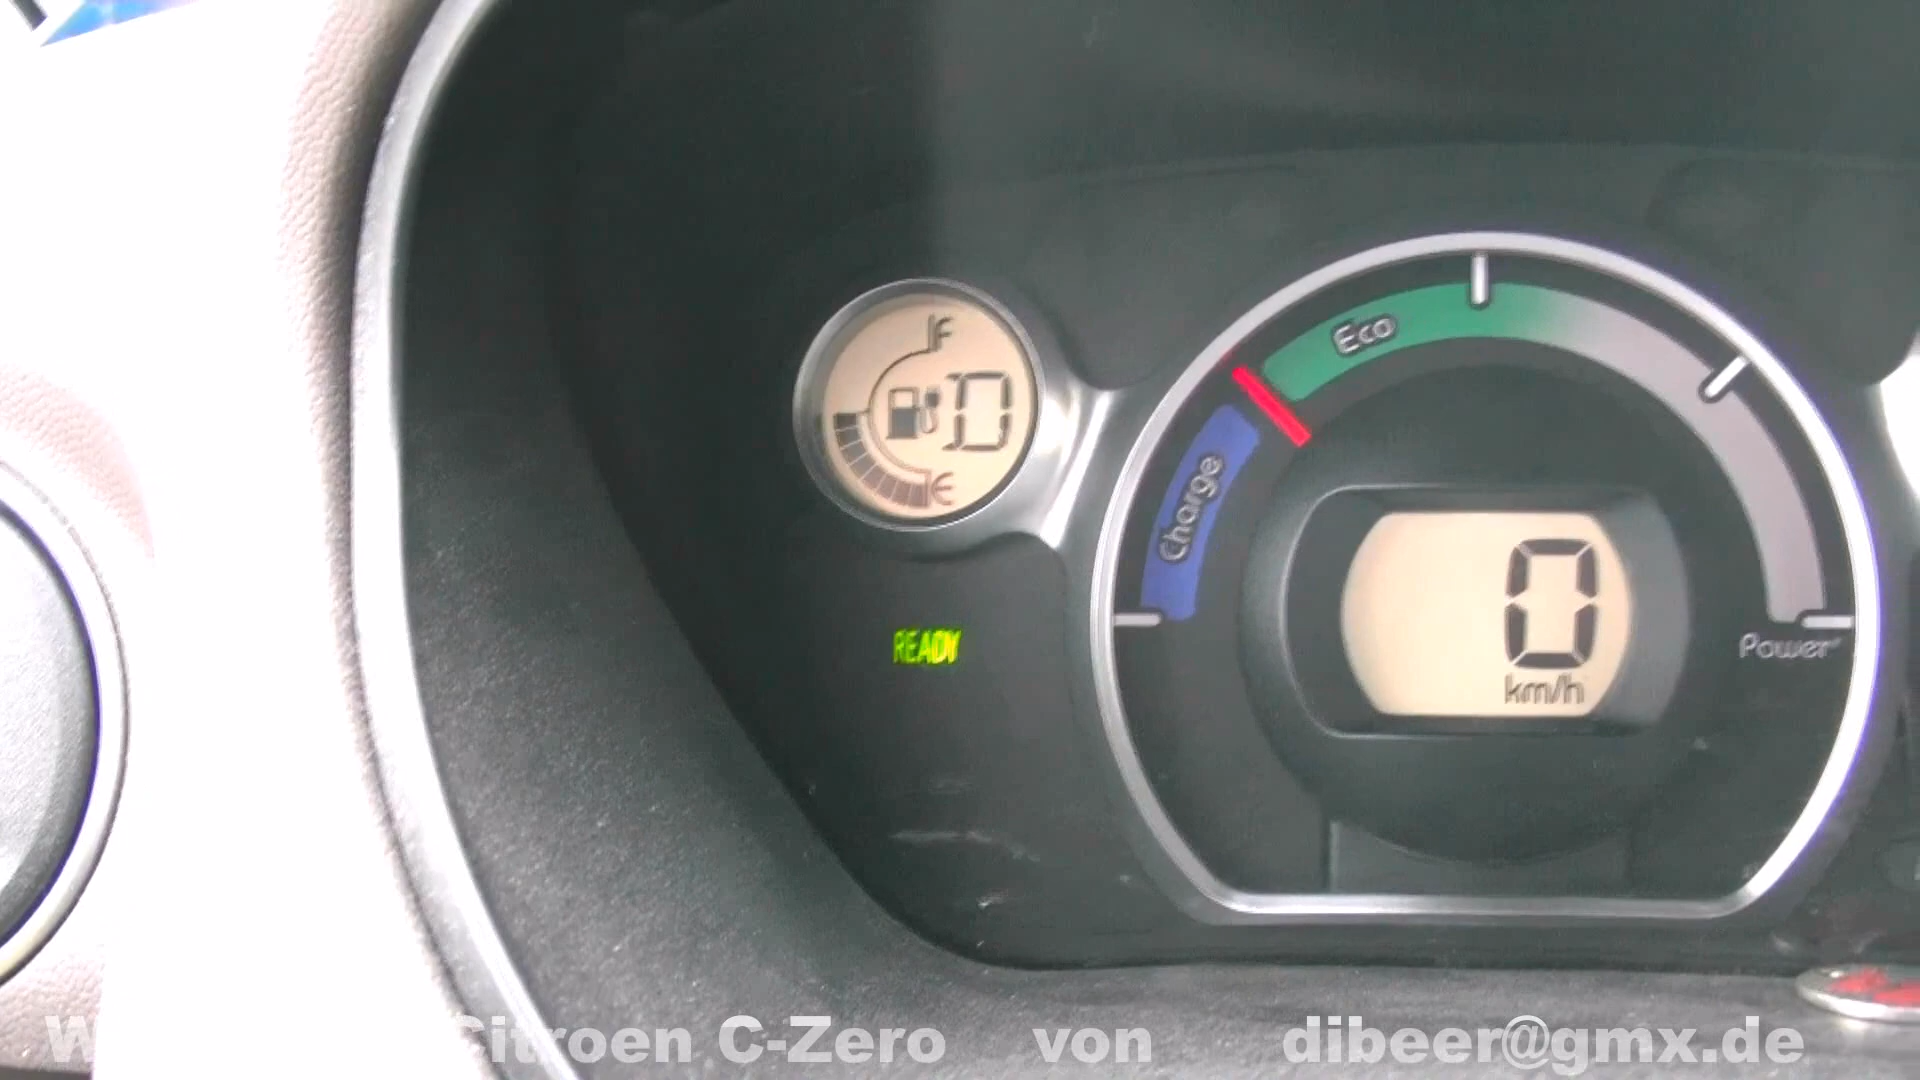 F
D
E
READY
Charge
Eco
Power
0
km/h
Citroen C-Zero von dibeer@gmx.de